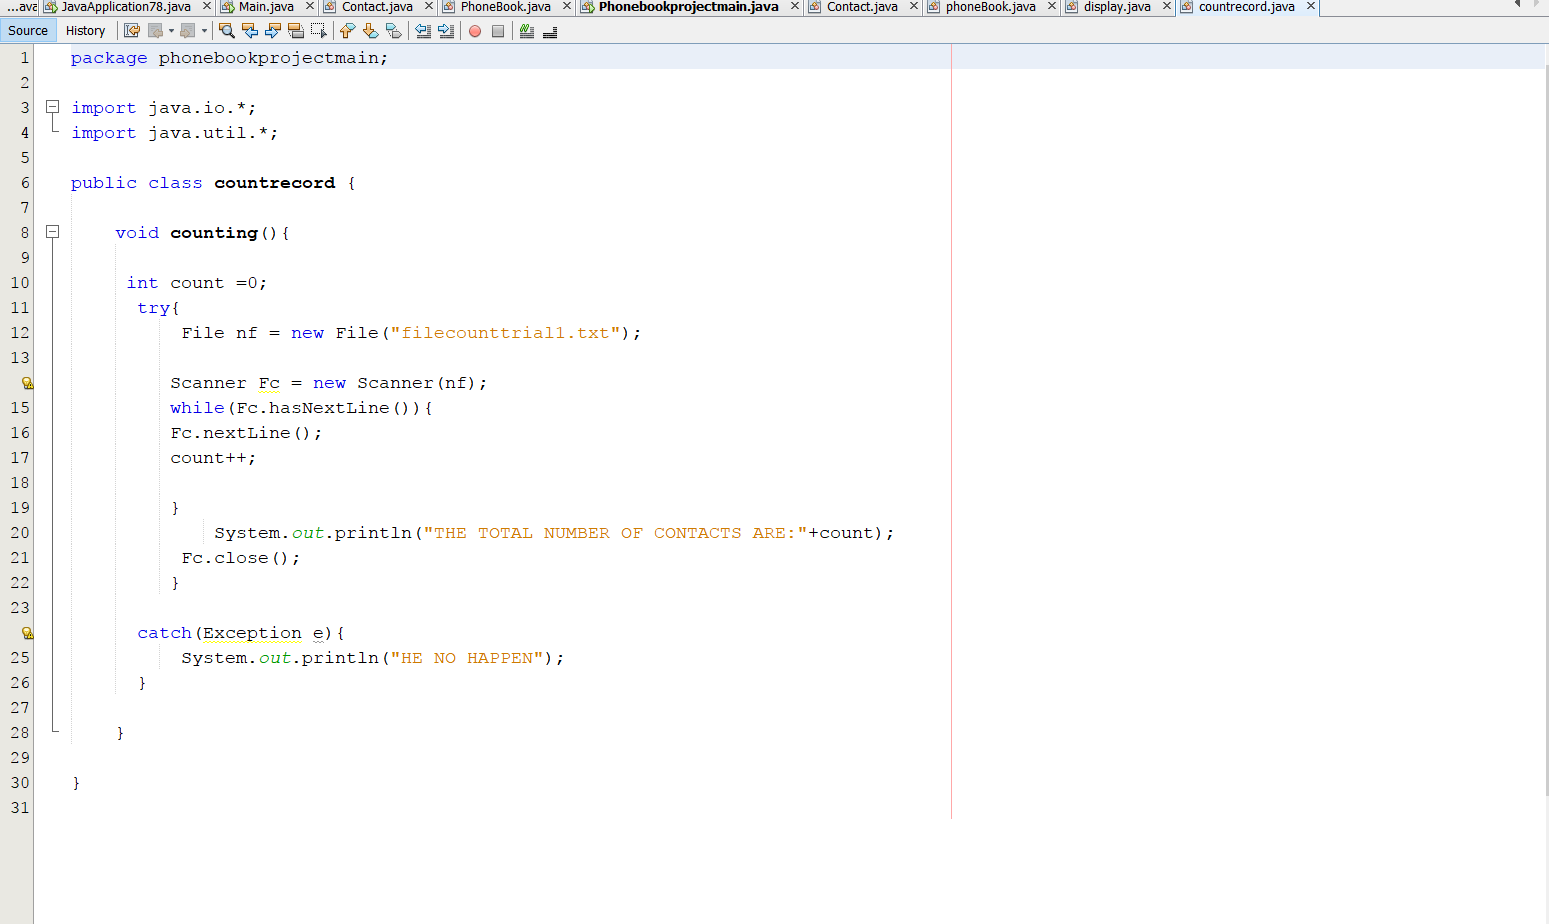 ...ava JavaApplication78.java Main.java Contact.java PhoneBook.java Phonebookprojectmain.java Contact.java phoneBook.java display.java countrecord.java
Source History
1 package phonebookprojectmain;
2
3 import java.io.*;
4 import java.util.*;
5
6 public class countrecord {
7
8 void counting(){
9
10 int count =0;
11 try{
12 File nf = new File("filecounttrial1.txt");
13
Scanner Fc = new Scanner(nf);
15 while(Fc.hasNextLine()){
16 Fc.nextLine();
17 count++;
18
19 }
20 System.out.println("THE TOTAL NUMBER OF CONTACTS ARE:"+count);
21 Fc.close();
22 }
23
catch(Exception e){
25 System.out.println("HE NO HAPPEN");
26 }
27
28 }
29
30 }
31